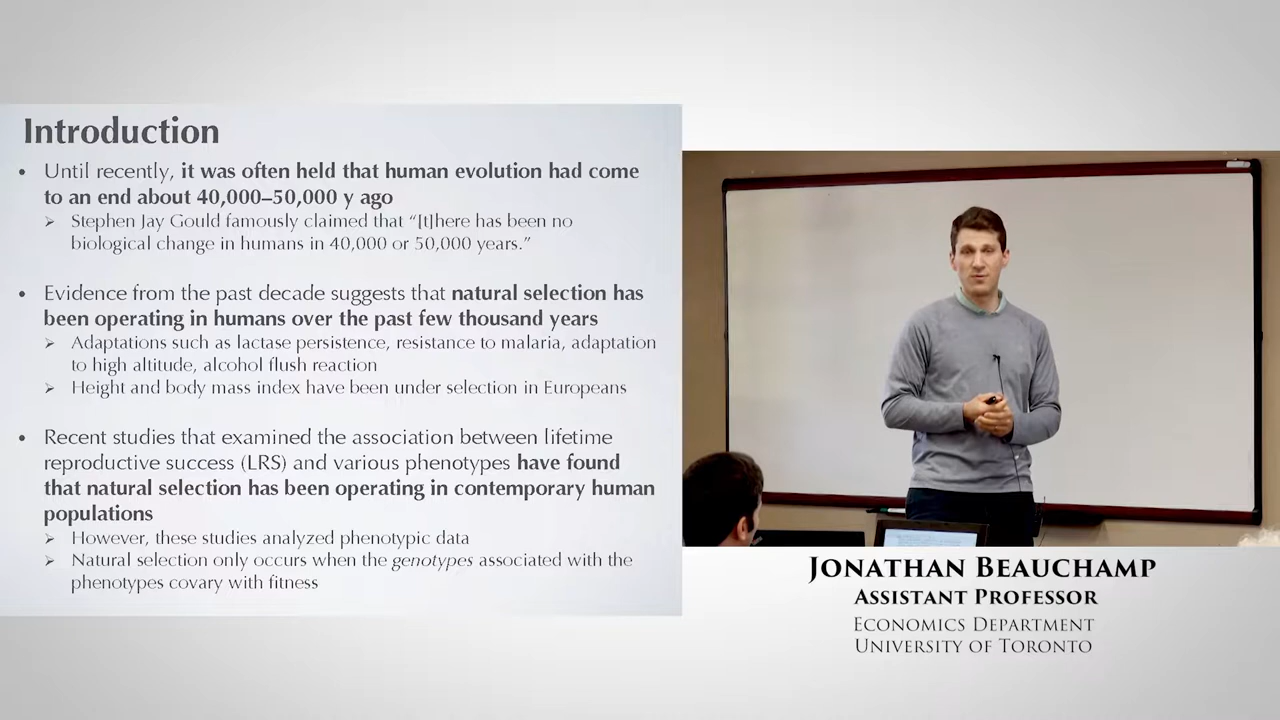 Introduction
• Until recently, it was often held that human evolution had come
to an end about 40,000–50,000 y ago
➢ Stephen Jay Gould famously claimed that “[t]here has been no
biological change in humans in 40,000 or 50,000 years.”
• Evidence from the past decade suggests that natural selection has
been operating in humans over the past few thousand years
➢ Adaptations such as lactase persistence, resistance to malaria, adaptation
to high altitude, alcohol flush reaction
➢ Height and body mass index have been under selection in Europeans
• Recent studies that examined the association between lifetime
reproductive success (LRS) and various phenotypes have found
that natural selection has been operating in contemporary human
populations
➢ However, these studies analyzed phenotypic data
➢ Natural selection only occurs when the genotypes associated with the
phenotypes covary with fitness
Jonathan Beauchamp
Assistant Professor
Economics Department
University of Toronto